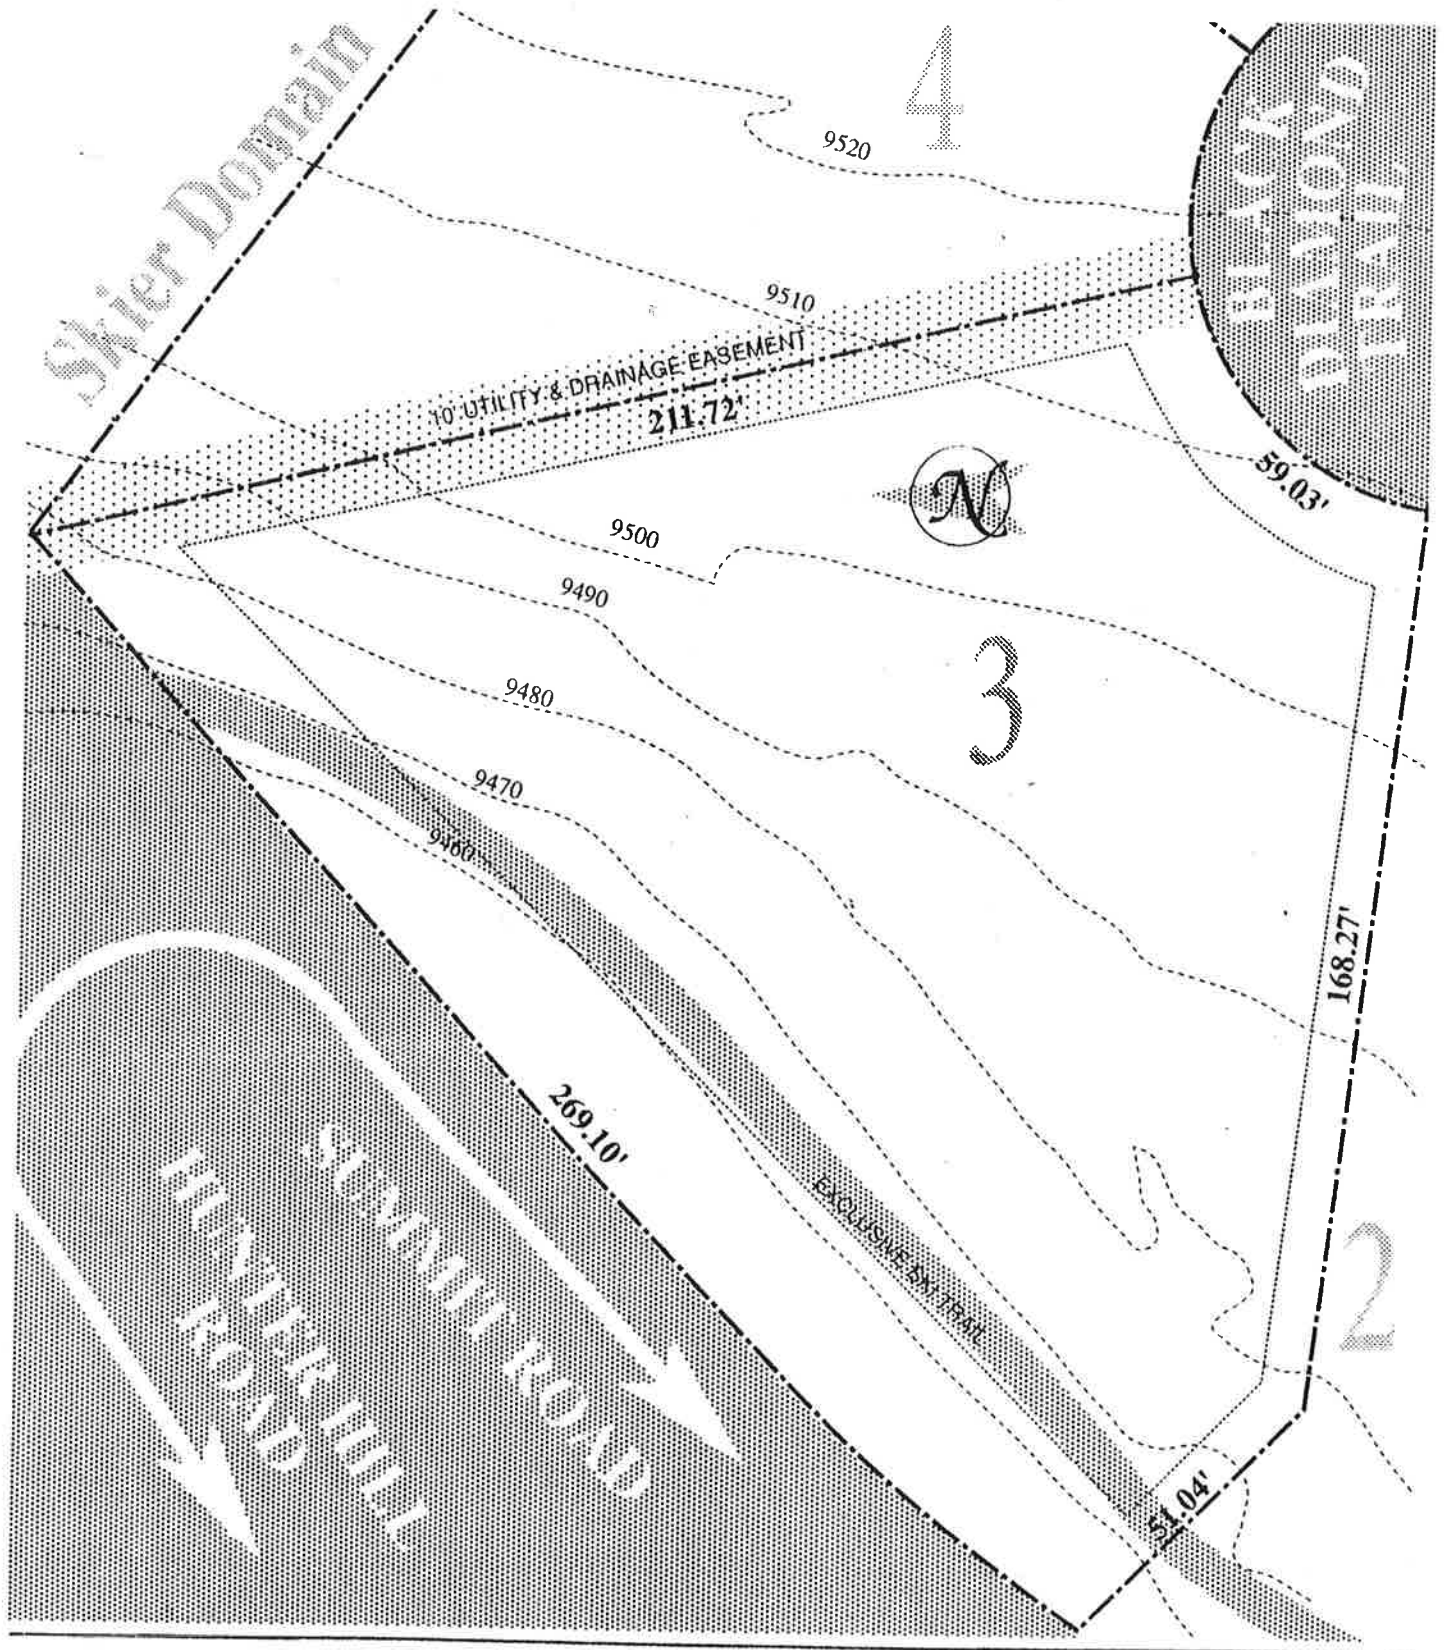 Skier Domain
4
9520
BLACK
DIAMOND
TRAIL
9510
10' UTILITY & DRAINAGE EASEMENT
211.72'
59.03'
N
9500
9490
3
9480
9470
9460
168.27'
269.10'
EXCLUSIVE SKI TRAIL
2
SUMMIT ROAD
HUNTER HILL
ROAD
51.04'